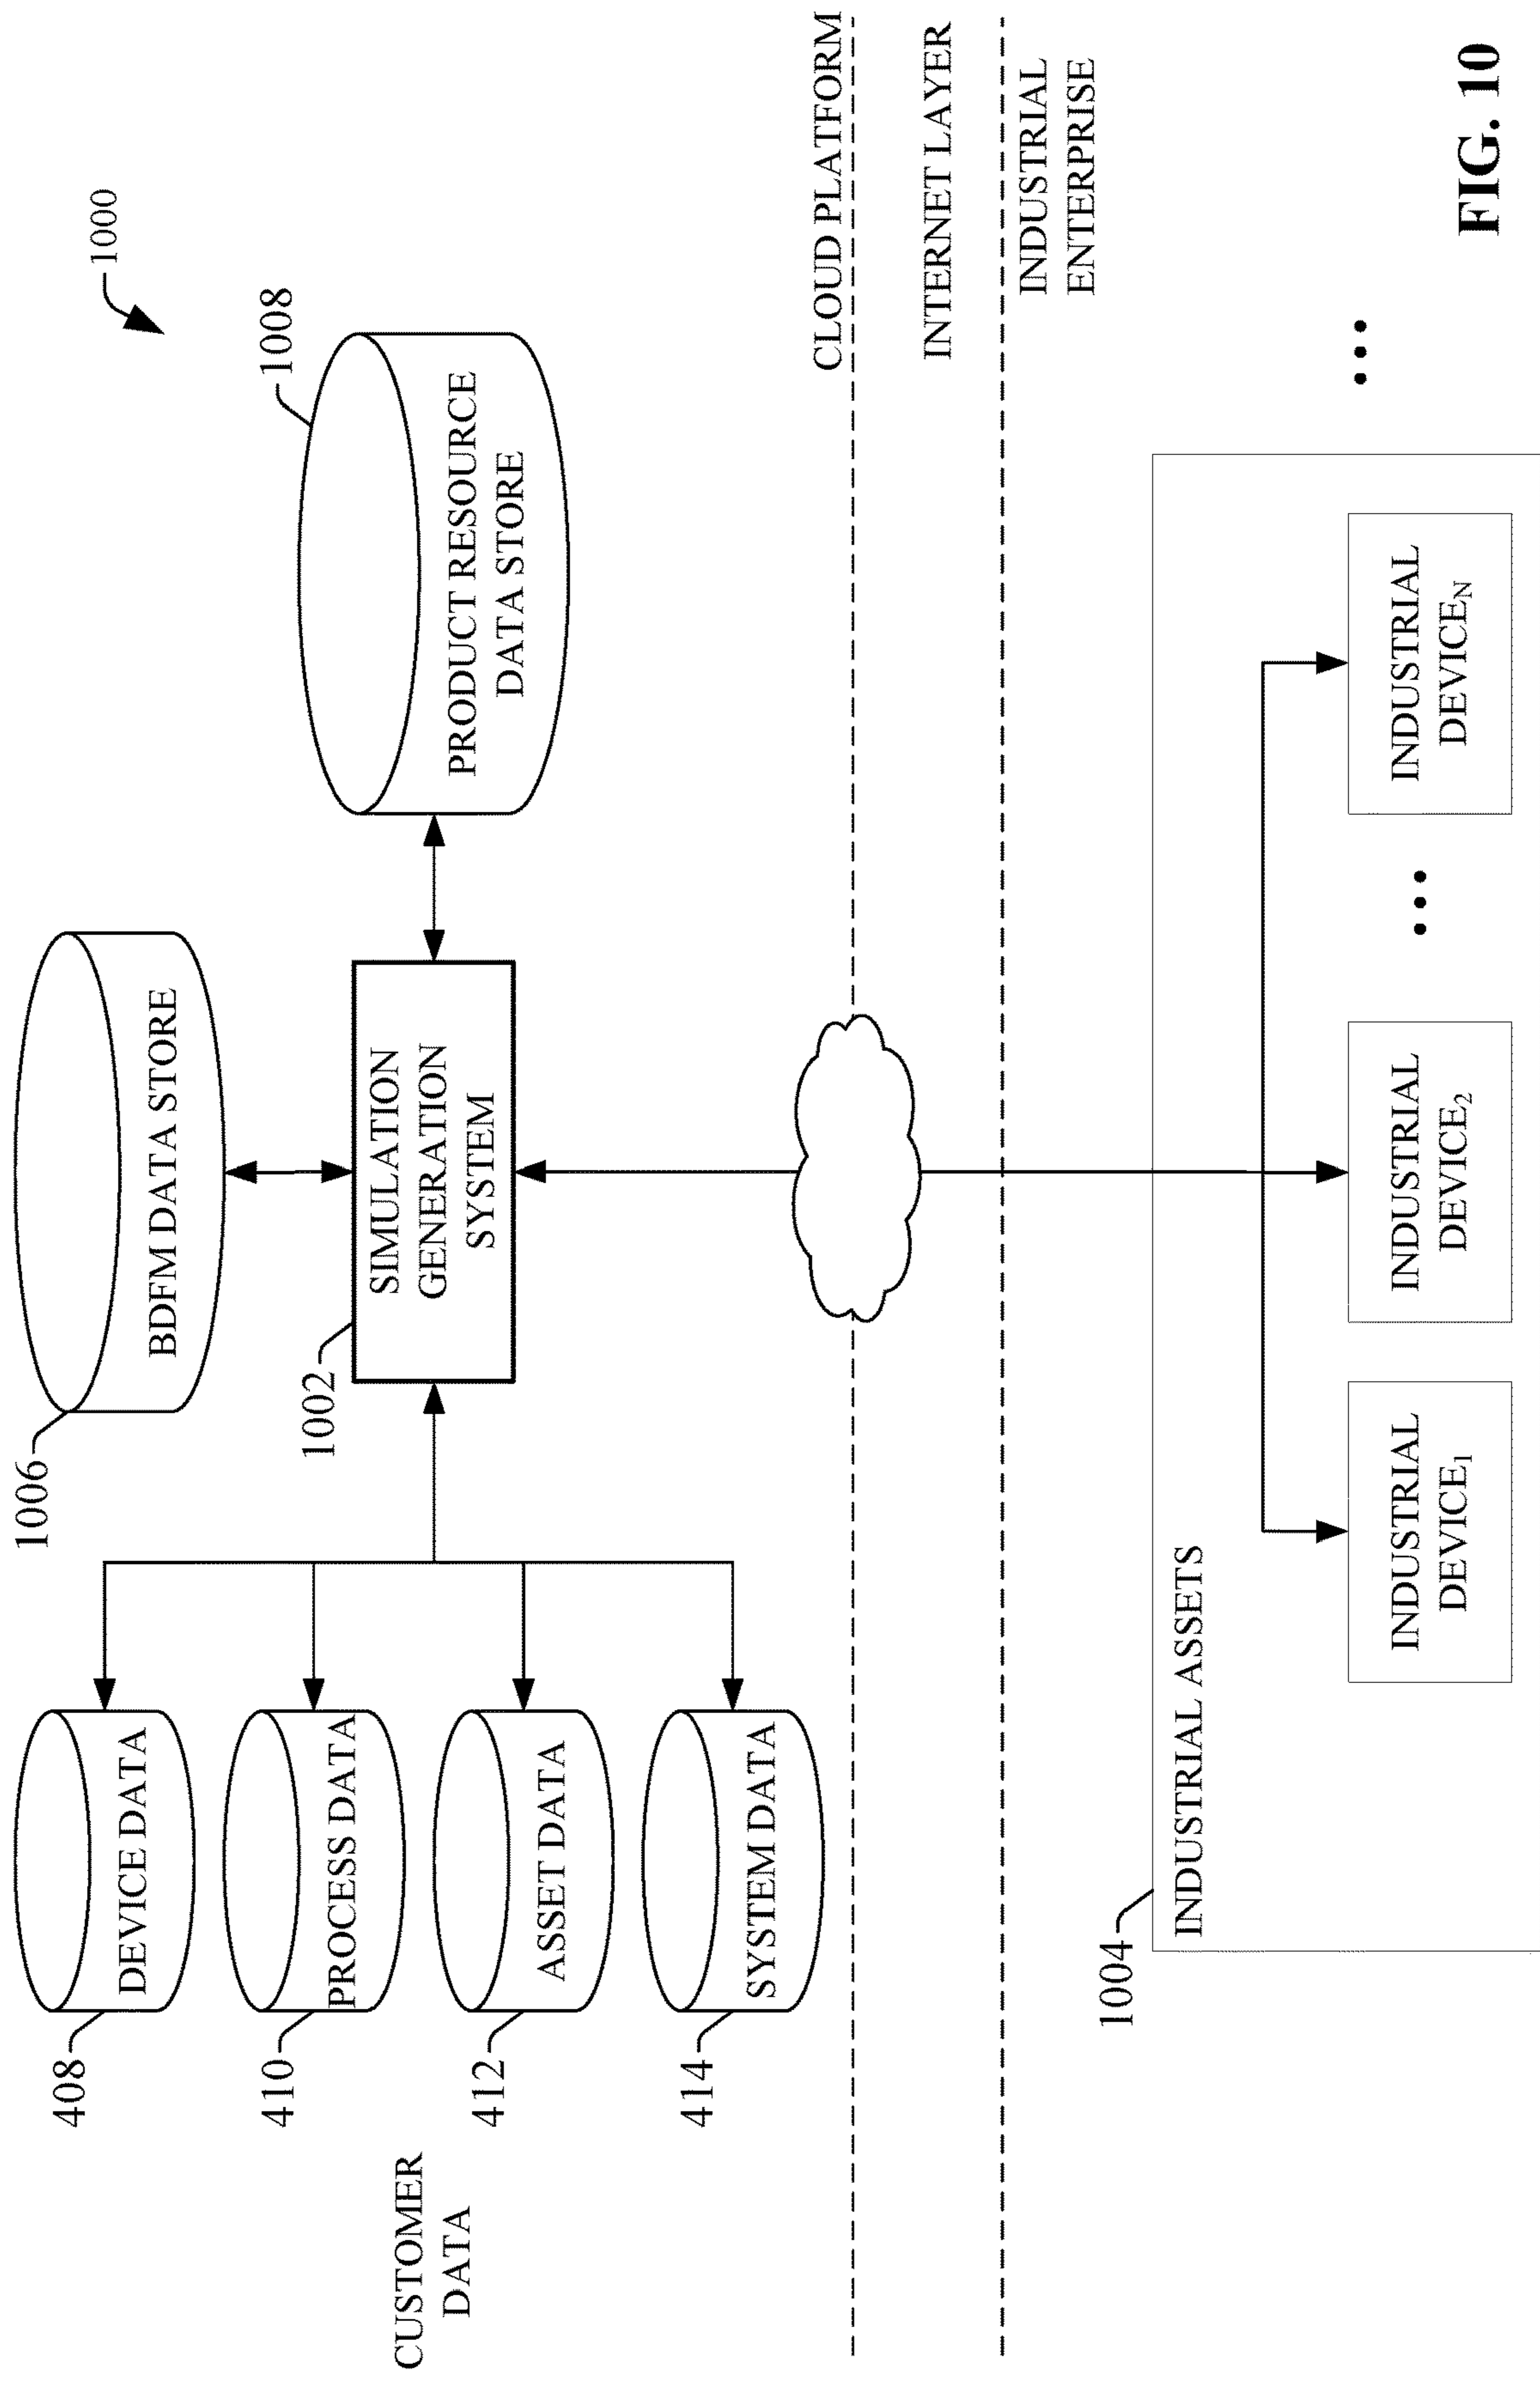 1000
1006
BDFM DATA STORE
1008
PRODUCT RESOURCE
DATA STORE
1002
SIMULATION
GENERATION
SYSTEM
CUSTOMER
DATA
408
DEVICE DATA
410
PROCESS DATA
412
ASSET DATA
414
SYSTEM DATA
CLOUD PLATFORM
INTERNET LAYER
INDUSTRIAL
ENTERPRISE
1004
INDUSTRIAL ASSETS
INDUSTRIAL
DEVICE₁
INDUSTRIAL
DEVICE₂
•••
INDUSTRIAL
DEVICE_N
•••
FIG. 10